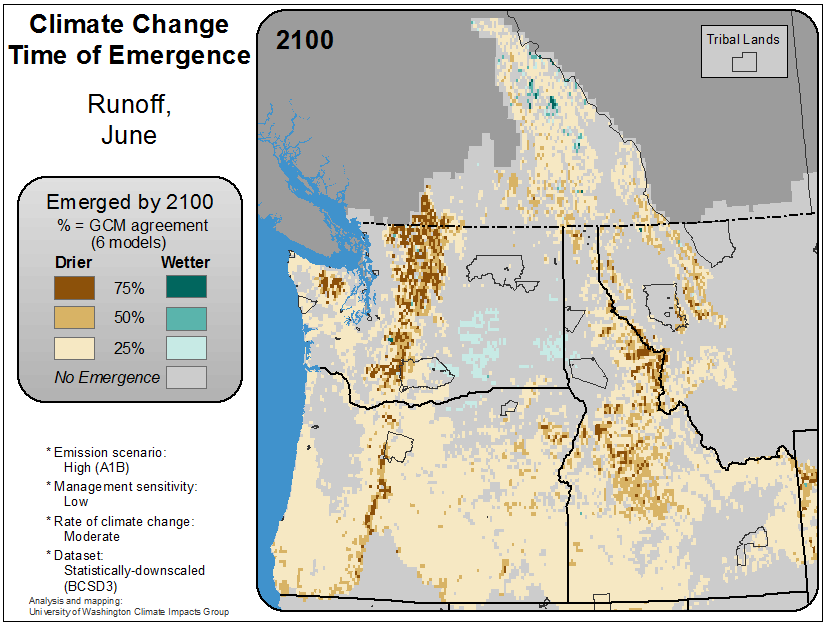 Climate Change
Time of Emergence
Runoff,
June
Emerged by 2100
% = GCM agreement
(6 models)
Drier Wetter
75%
50%
25%
No Emergence
* Emission scenario:
High (A1B)
* Management sensitivity:
Low
* Rate of climate change:
Moderate
* Dataset:
Statistically-downscaled
(BCSD3)
Analysis and mapping:
University of Washington Climate Impacts Group
2100
Tribal Lands